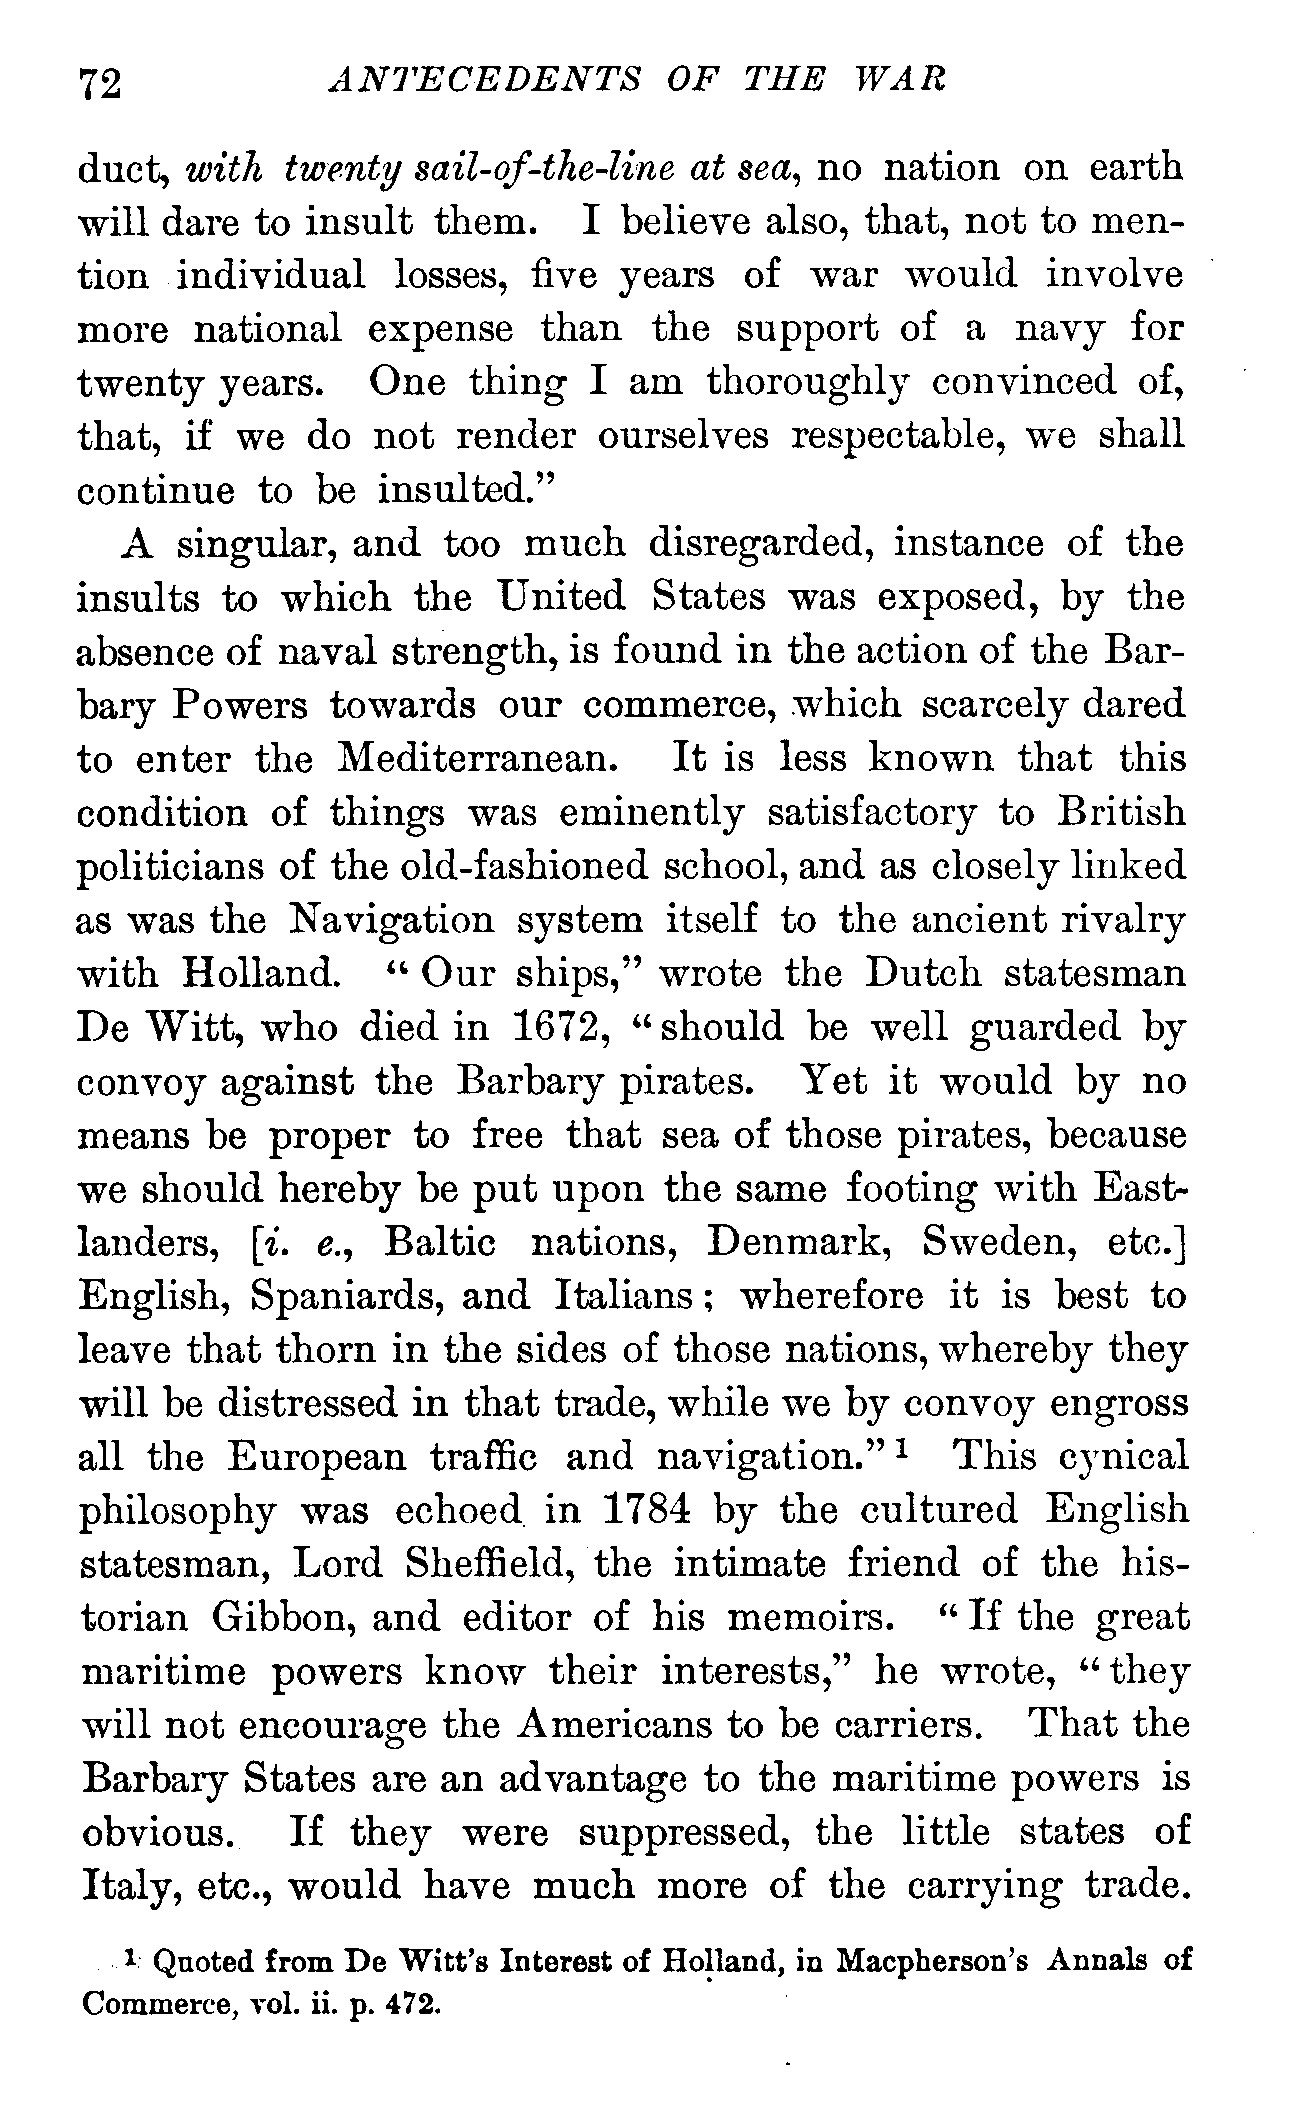 72 ANTECEDENTS OF THE WAR
duct, with twenty sail-of-the-line at sea, no nation on earth
will dare to insult them. I believe also, that, not to men-
tion individual losses, five years of war would involve
more national expense than the support of a navy for
twenty years. One thing I am thoroughly convinced of,
that, if we do not render ourselves respectable, we shall
continue to be insulted."
A singular, and too much disregarded, instance of the
insults to which the United States was exposed, by the
absence of naval strength, is found in the action of the Bar-
bary Powers towards our commerce, which scarcely dared
to enter the Mediterranean. It is less known that this
condition of things was eminently satisfactory to British
politicians of the old-fashioned school, and as closely linked
as was the Navigation system itself to the ancient rivalry
with Holland. "Our ships," wrote the Dutch statesman
De Witt, who died in 1672, "should be well guarded by
convoy against the Barbary pirates. Yet it would by no
means be proper to free that sea of those pirates, because
we should hereby be put upon the same footing with East-
landers, [i. e., Baltic nations, Denmark, Sweden, etc.]
English, Spaniards, and Italians; wherefore it is best to
leave that thorn in the sides of those nations, whereby they
will be distressed in that trade, while we by convoy engross
all the European traffic and navigation."¹ This cynical
philosophy was echoed in 1784 by the cultured English
statesman, Lord Sheffield, the intimate friend of the his-
torian Gibbon, and editor of his memoirs. "If the great
maritime powers know their interests," he wrote, "they
will not encourage the Americans to be carriers. That the
Barbary States are an advantage to the maritime powers is
obvious. If they were suppressed, the little states of
Italy, etc., would have much more of the carrying trade.
¹ Quoted from De Witt's Interest of Holland, in Macpherson's Annals of
Commerce, vol. ii. p. 472.